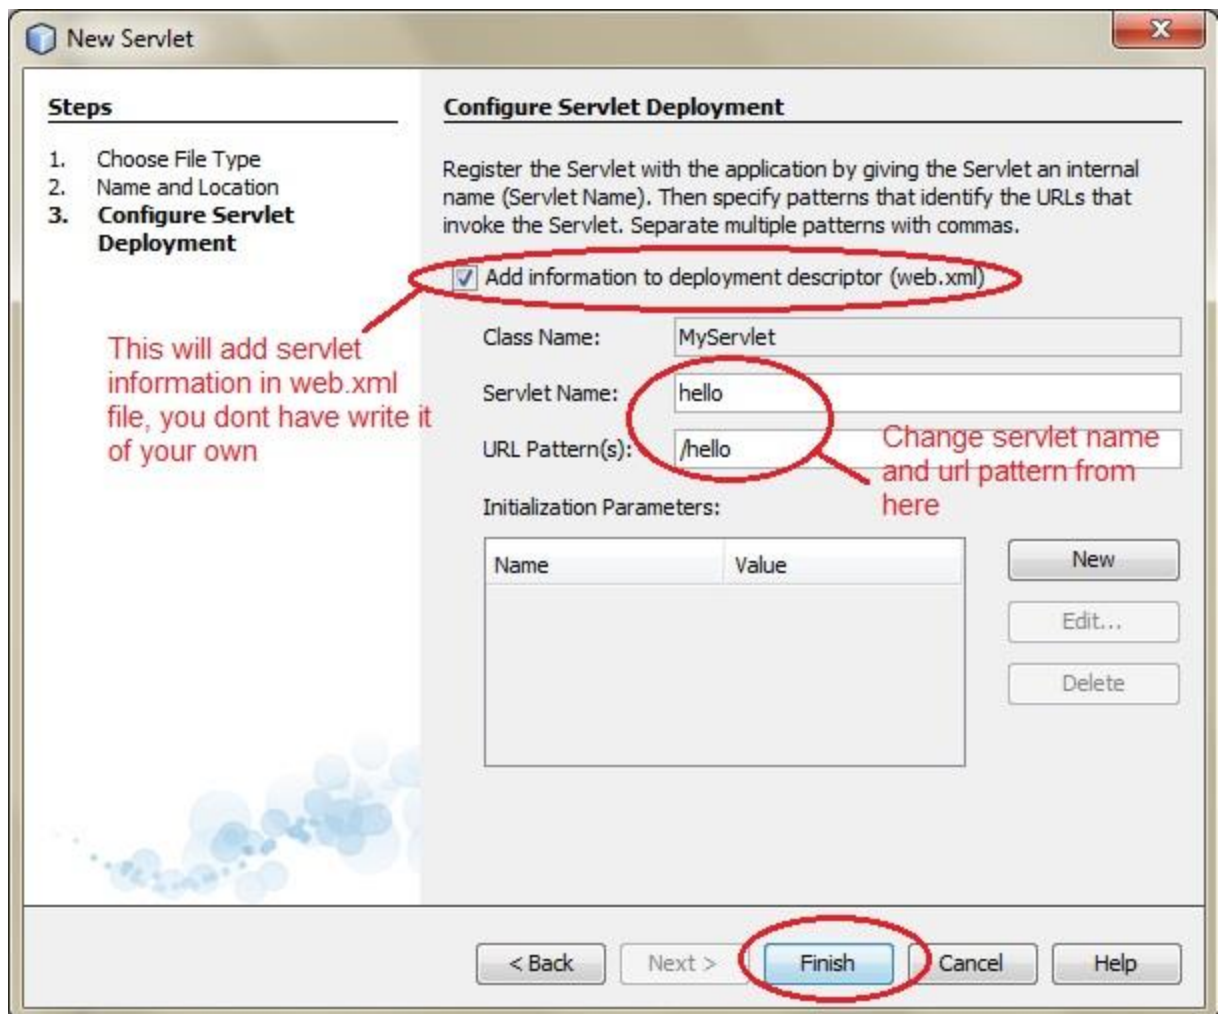 New Servlet
X
Steps
1. Choose File Type
2. Name and Location
3. Configure Servlet
Deployment
Configure Servlet Deployment
Register the Servlet with the application by giving the Servlet an internal
name (Servlet Name). Then specify patterns that identify the URLs that
invoke the Servlet. Separate multiple patterns with commas.
Add information to deployment descriptor (web.xml)
This will add servlet
information in web.xml
file, you dont have write it
of your own
Class Name: MyServlet
Servlet Name: hello
URL Pattern(s): /hello
Change servlet name
and url pattern from
here
Initialization Parameters:
Name Value
New
Edit...
Delete
< Back Next > Finish Cancel Help